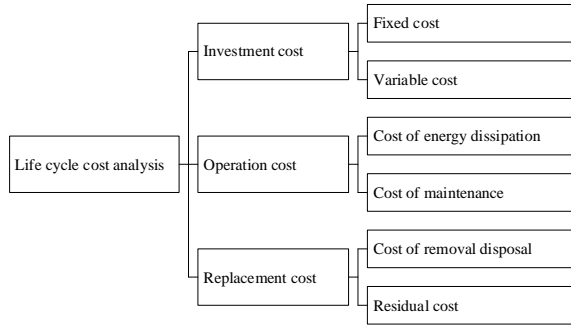 Life cycle cost analysis
Investment cost
Fixed cost
Variable cost
Operation cost
Cost of energy dissipation
Cost of maintenance
Replacement cost
Cost of removal disposal
Residual cost